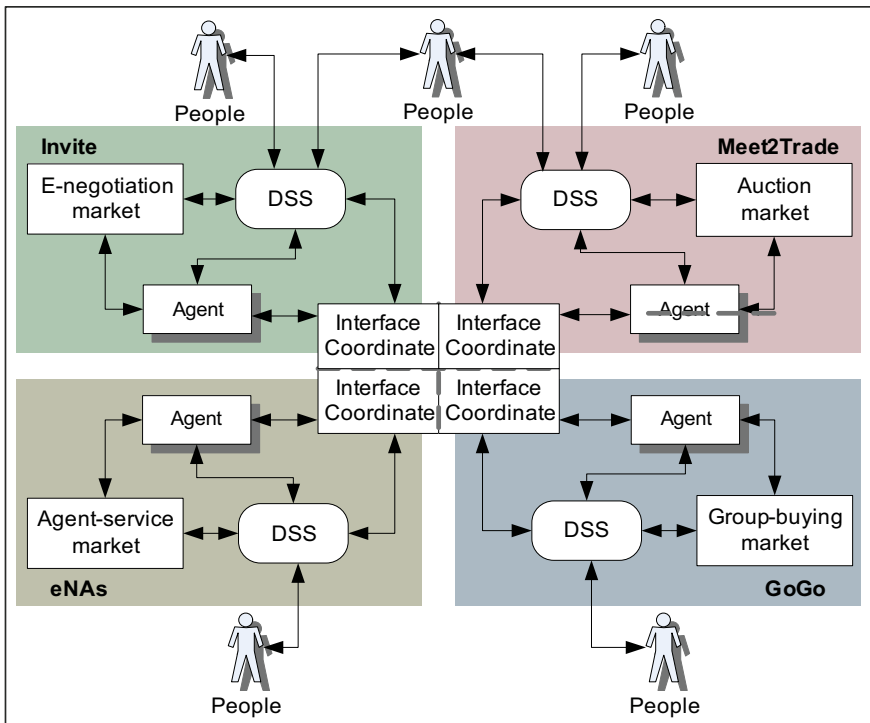 People
People
People
Invite
Meet2Trade
E-negotiation
market
DSS
DSS
Auction
market
Agent
Agent
Interface
Coordinate
Interface
Coordinate
Interface
Coordinate
Interface
Coordinate
Agent
Agent
Agent-service
market
DSS
DSS
Group-buying
market
eNAs
GoGo
People
People